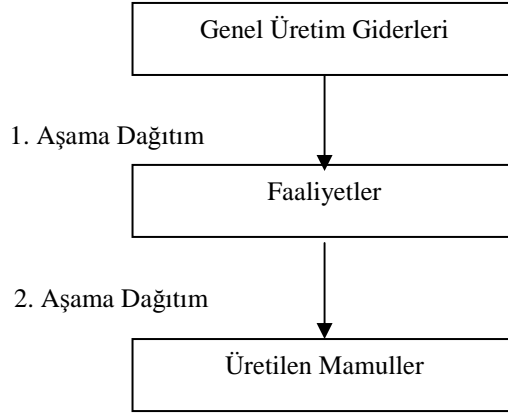 Genel Üretim Giderleri
1. Aşama Dağıtım
Faaliyetler
2. Aşama Dağıtım
Üretilen Mamuller